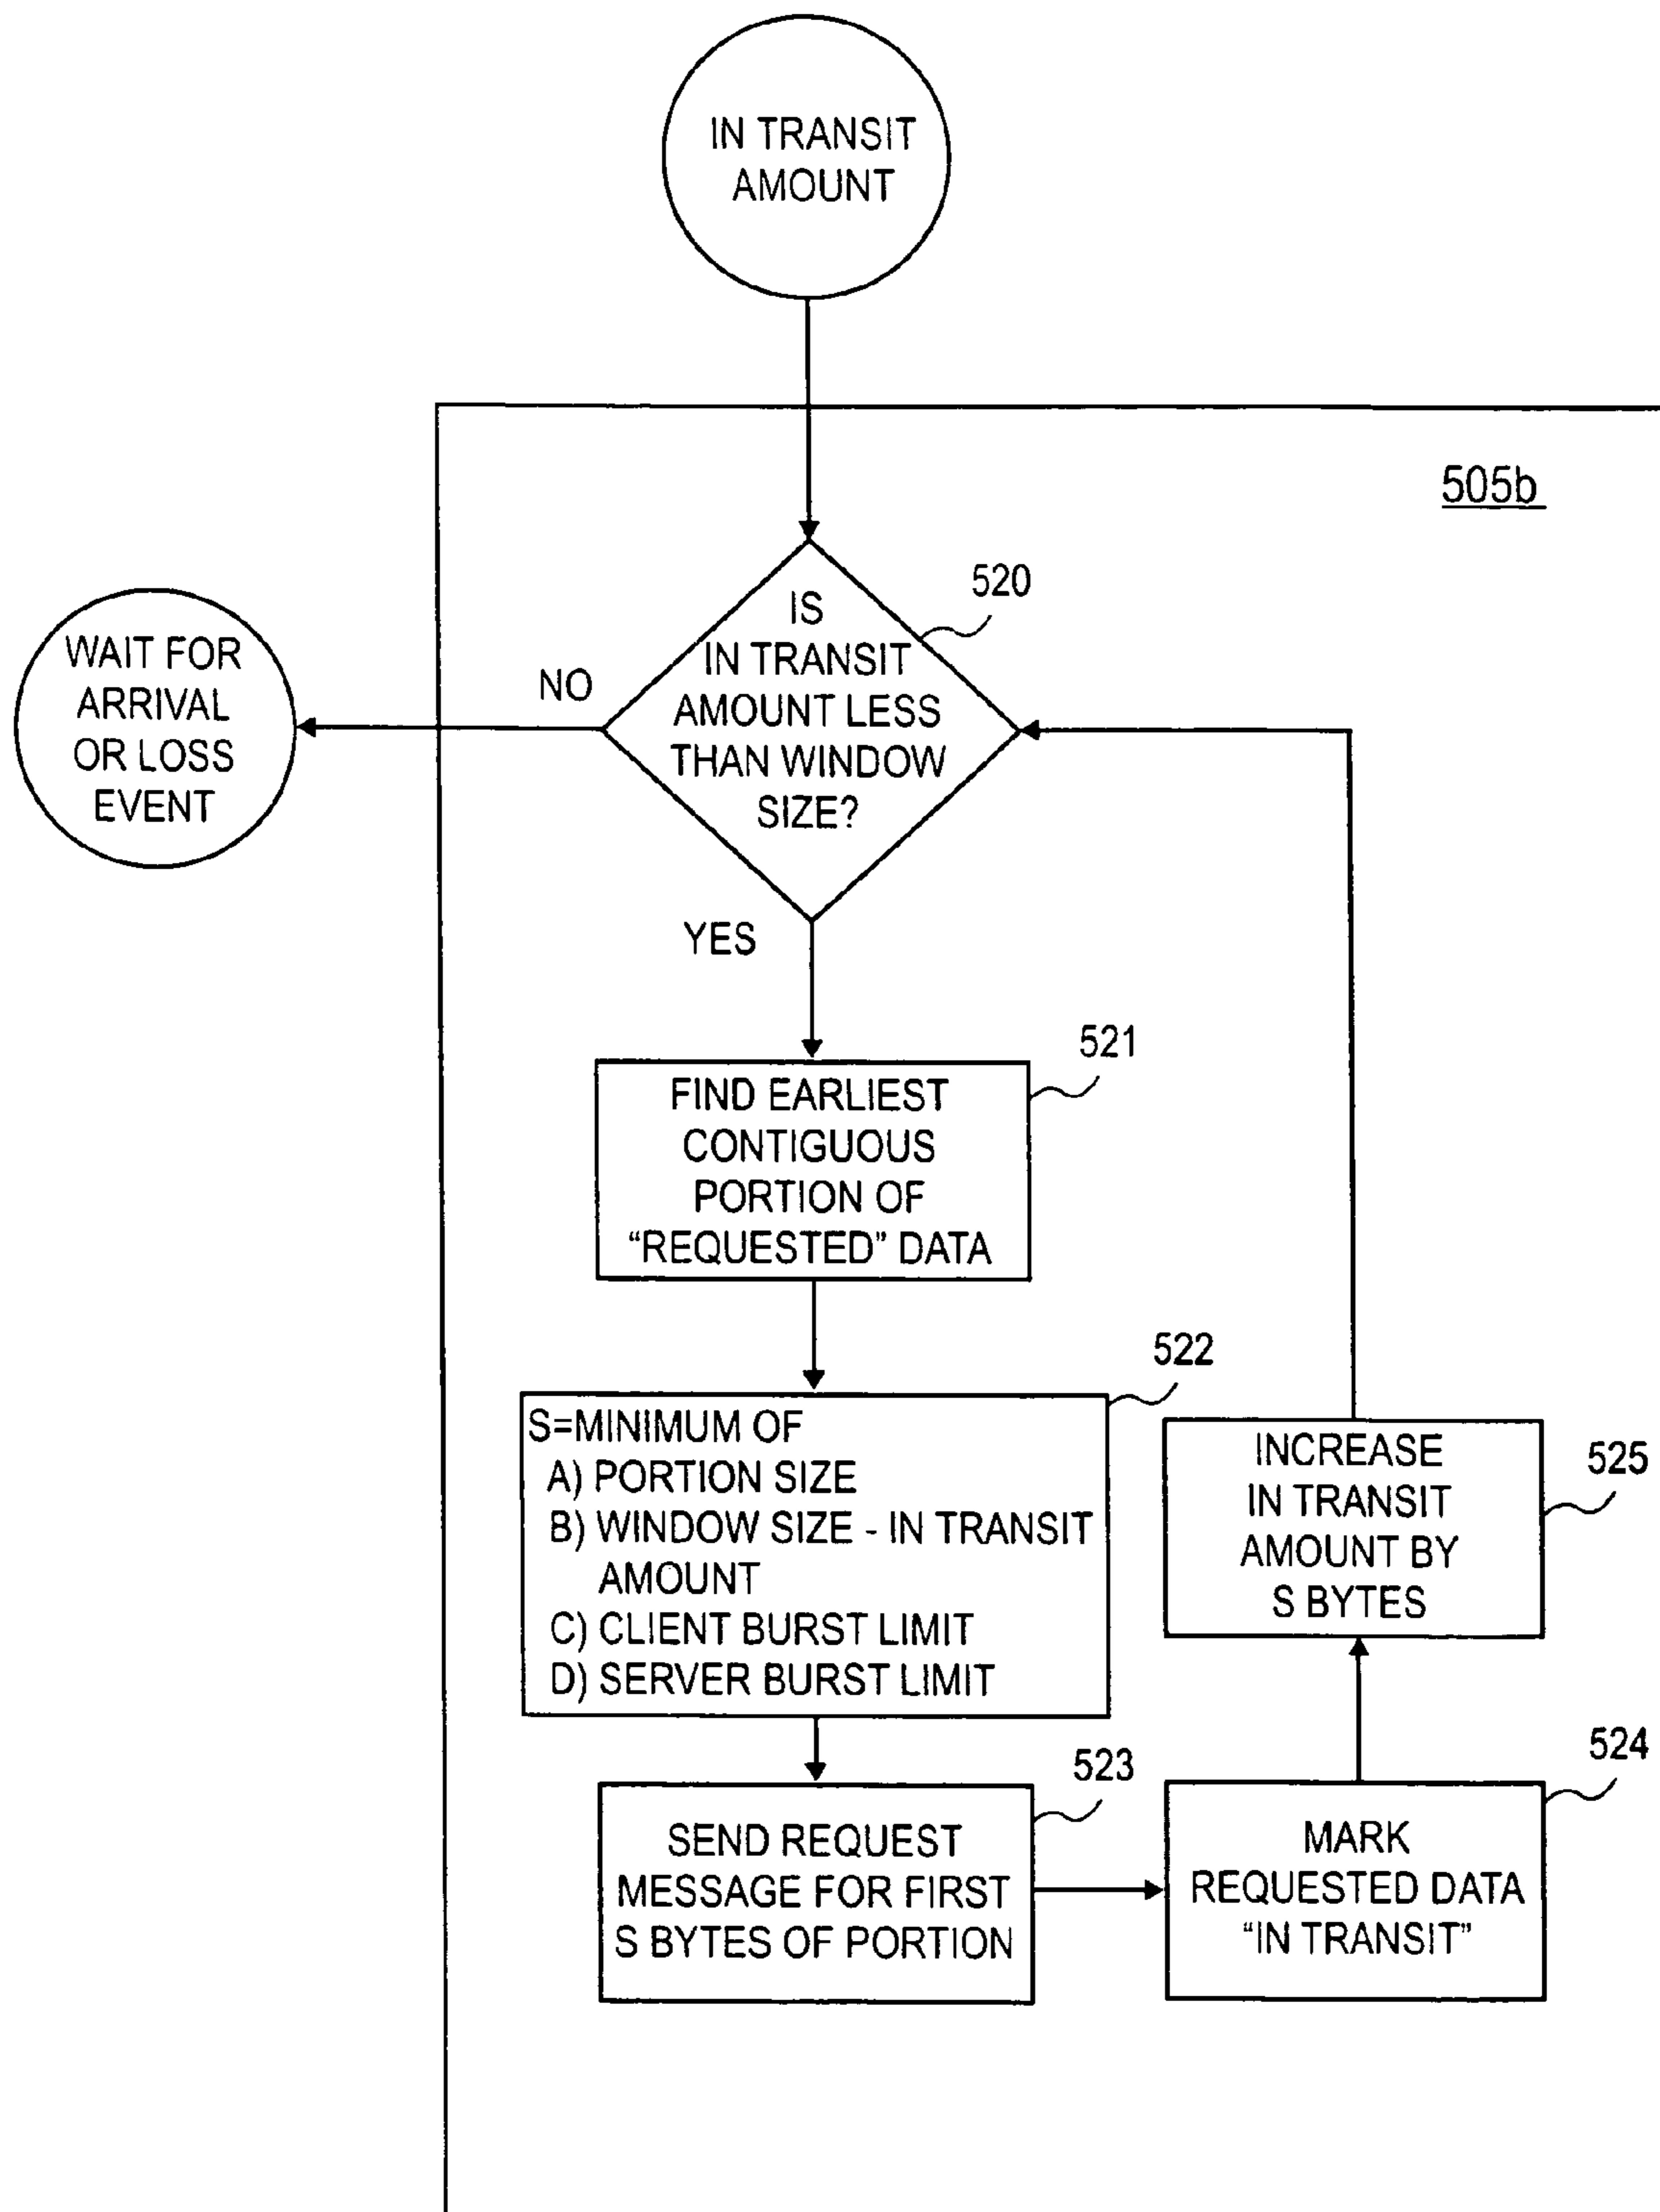 IN TRANSIT
AMOUNT
505b
520
IS
IN TRANSIT
AMOUNT LESS
THAN WINDOW
SIZE?
NO
WAIT FOR
ARRIVAL
OR LOSS
EVENT
YES
521
FIND EARLIEST
CONTIGUOUS
PORTION OF
“REQUESTED” DATA
522
S=MINIMUM OF
A) PORTION SIZE
B) WINDOW SIZE - IN TRANSIT
AMOUNT
C) CLIENT BURST LIMIT
D) SERVER BURST LIMIT
523
SEND REQUEST
MESSAGE FOR FIRST
S BYTES OF PORTION
524
MARK
REQUESTED DATA
“IN TRANSIT”
525
INCREASE
IN TRANSIT
AMOUNT BY
S BYTES